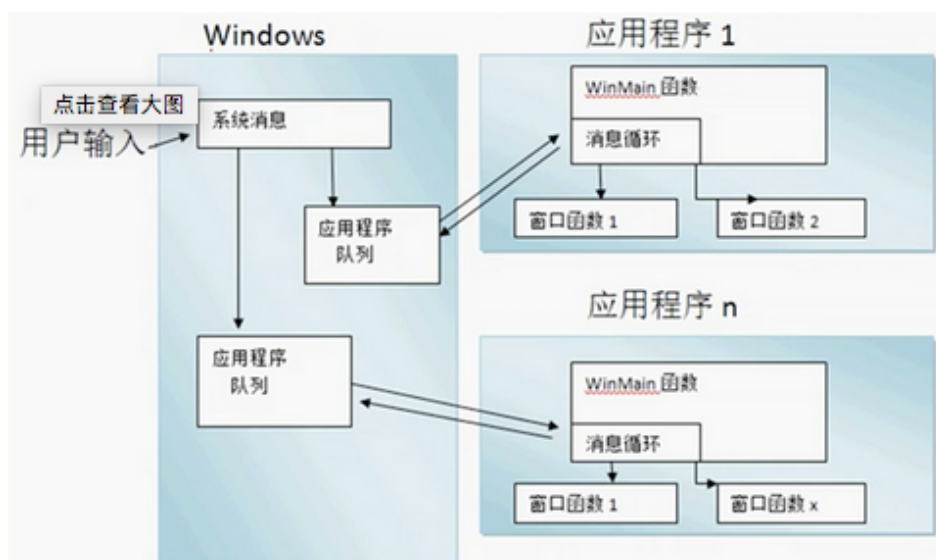 Windows
应用程序 1
点击查看大图
用户输入
系统消息
WinMain 函数
消息循环
应用程序
队列
窗口函数 1
窗口函数 2
应用程序 n
应用程序
队列
WinMain 函数
消息循环
窗口函数 1
窗口函数 x